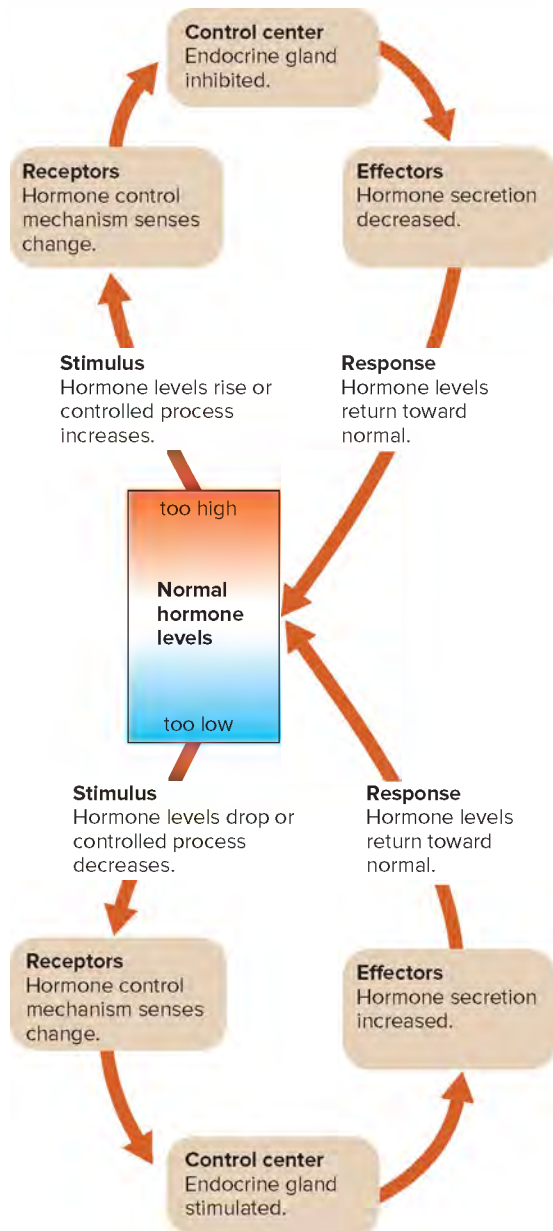 Control center
Endocrine gland
inhibited.
Receptors
Hormone control
mechanism senses
change.
Effectors
Hormone secretion
decreased.
Stimulus
Hormone levels rise or
controlled process
increases.
Response
Hormone levels
return toward
normal.
too high
Normal
hormone
levels
too low
Stimulus
Hormone levels drop or
controlled process
decreases.
Response
Hormone levels
return toward
normal.
Receptors
Hormone control
mechanism senses
change.
Effectors
Hormone secretion
increased.
Control center
Endocrine gland
stimulated.